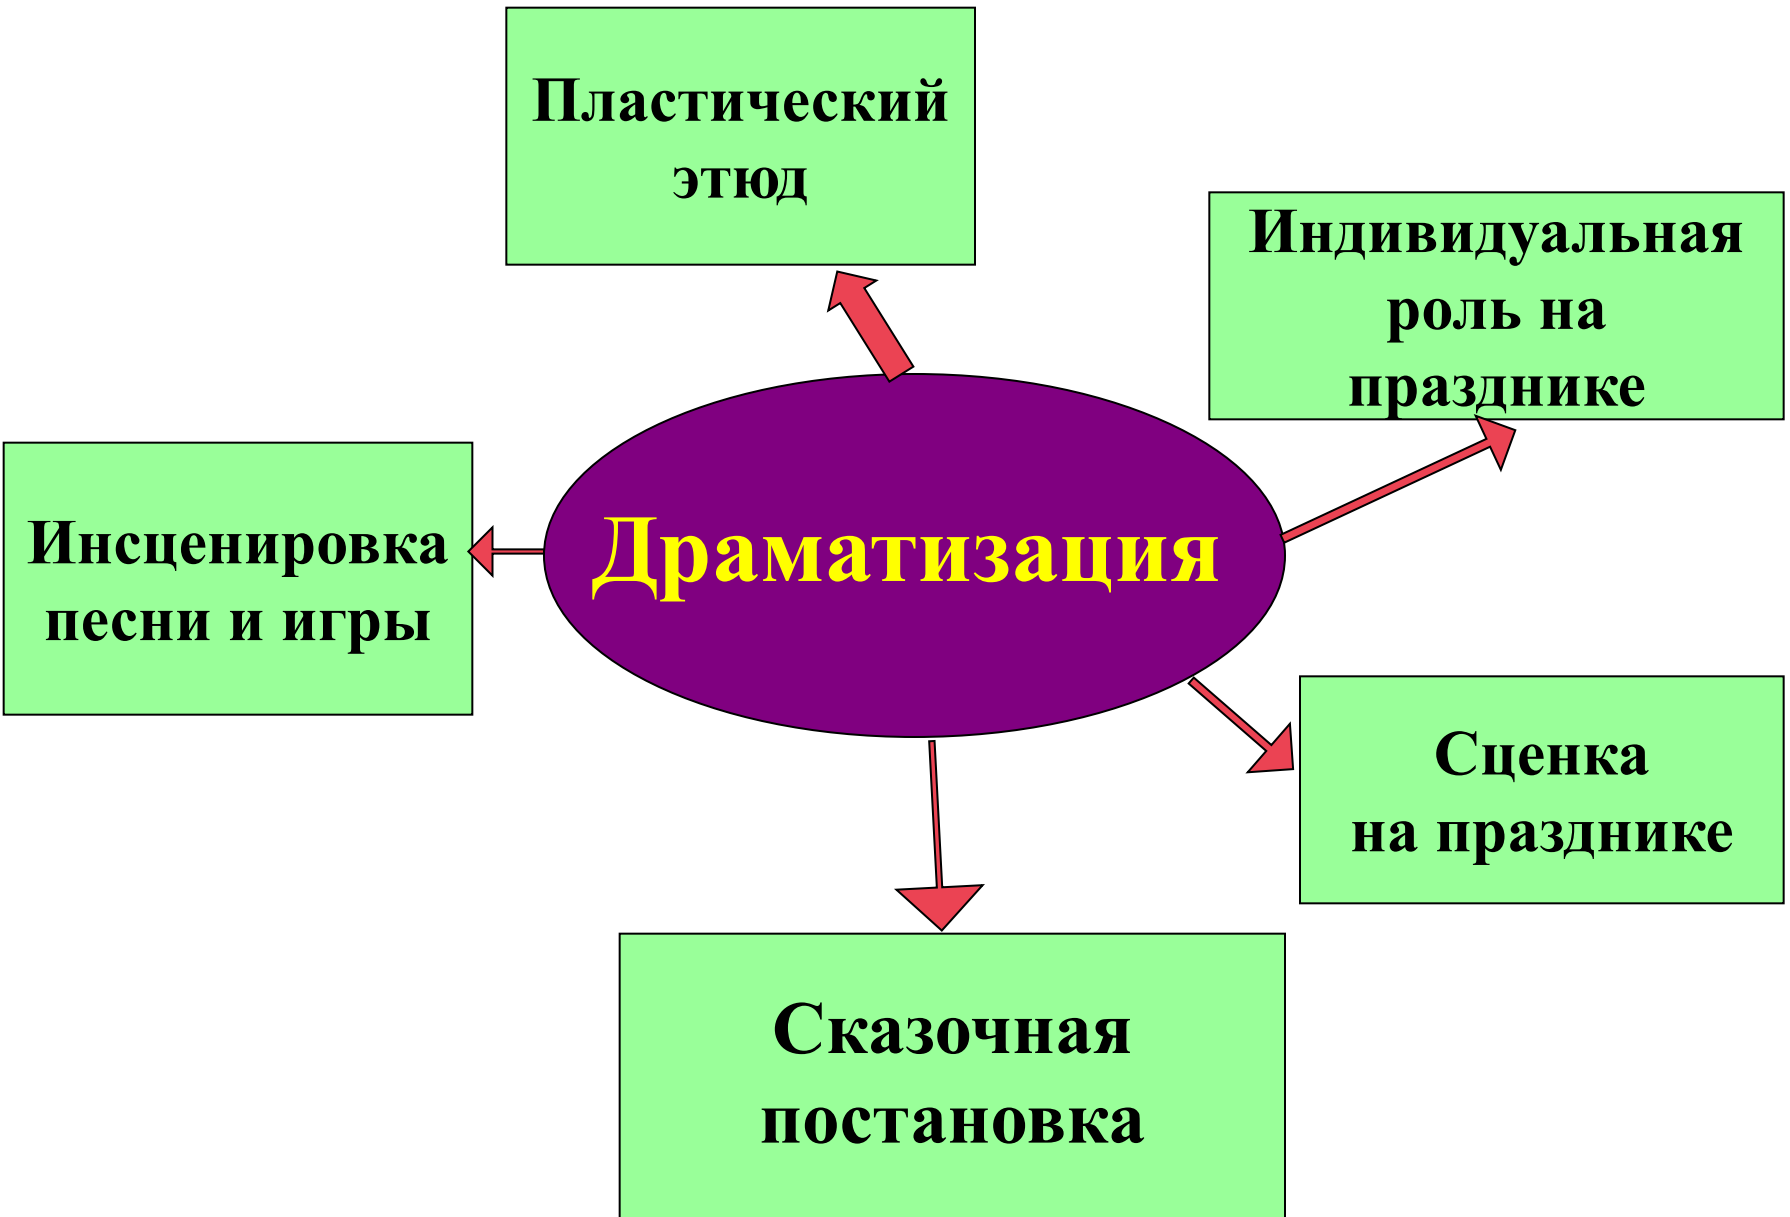 Пластический
этюд
Индивидуальная
роль на
празднике
Инсценировка
песни и игры
Драматизация
Сценка
на празднике
Сказочная
постановка